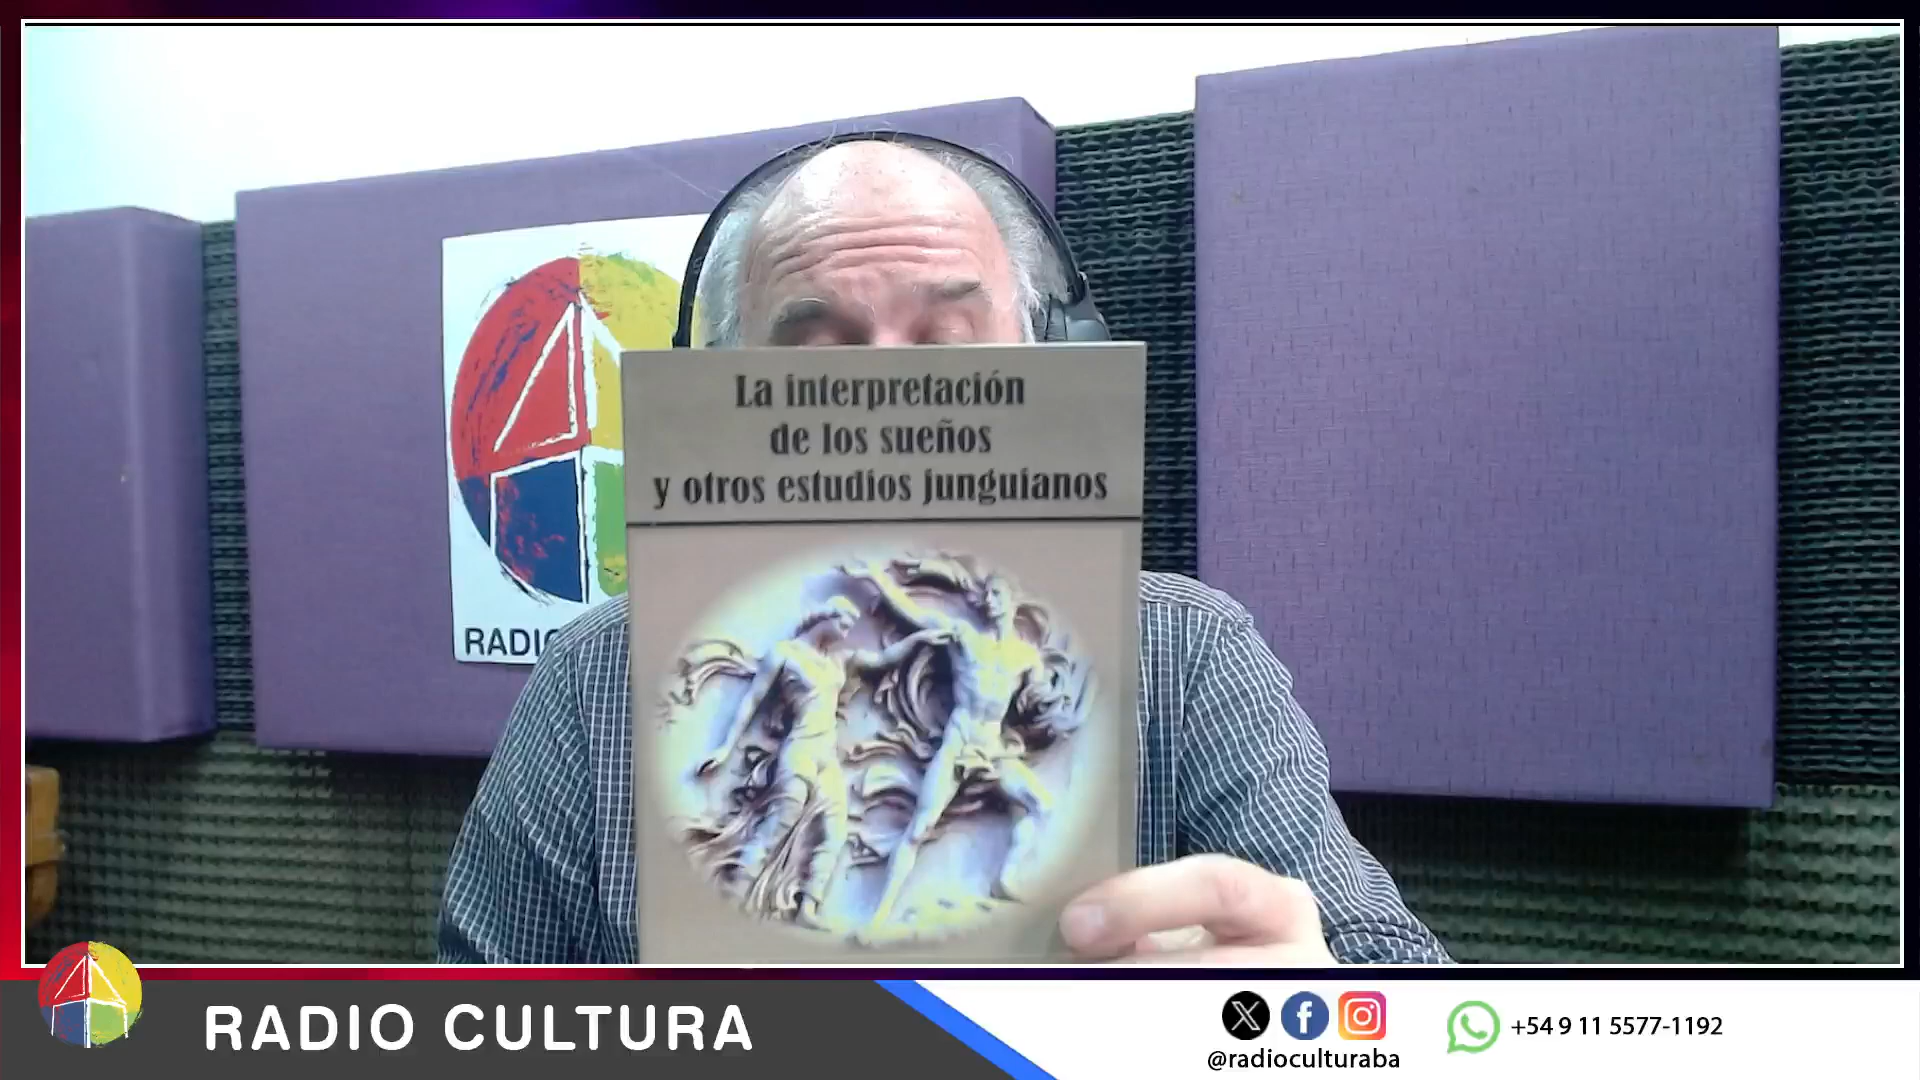 La interpretación
de los sueños
y otros estudios junguianos
RADIO CULTURA
@radioculturaba
+54 9 11 5577-1192